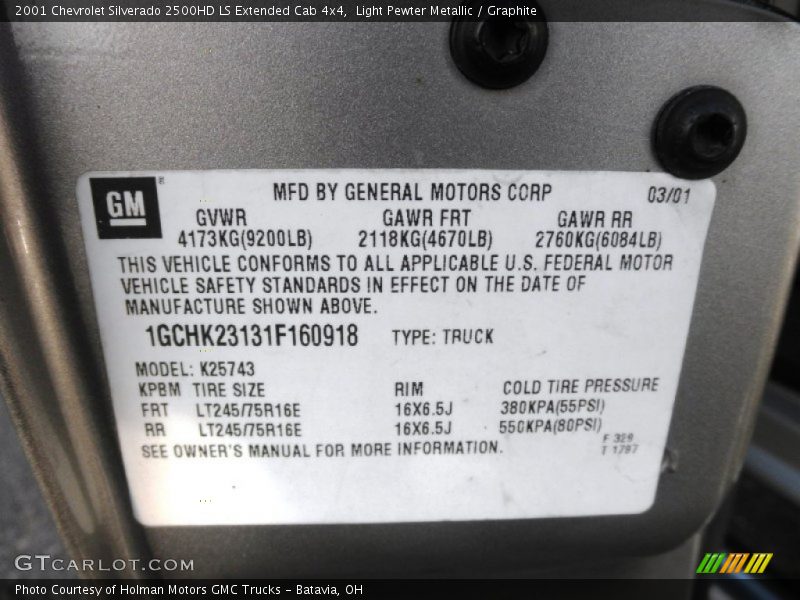 2001 Chevrolet Silverado 2500HD LS Extended Cab 4x4,  Light Pewter Metallic / Graphite
GM
MFD BY GENERAL MOTORS CORP 03/01
GVWR GAWR FRT GAWR RR
4173KG(9200LB) 2118KG(4670LB) 2760KG(6084LB)
THIS VEHICLE CONFORMS TO ALL APPLICABLE U.S. FEDERAL MOTOR
VEHICLE SAFETY STANDARDS IN EFFECT ON THE DATE OF
MANUFACTURE SHOWN ABOVE.
1GCHK23131F160918 TYPE: TRUCK
MODEL: K25743
KPBM TIRE SIZE RIM COLD TIRE PRESSURE
FRT LT245/75R16E 16X6.5J 380KPA(55PSI)
RR LT245/75R16E 16X6.5J 550KPA(80PSI)
SEE OWNER'S MANUAL FOR MORE INFORMATION.
F 329
T 1787
GTCARLOT.COM
Photo Courtesy of Holman Motors GMC Trucks - Batavia, OH